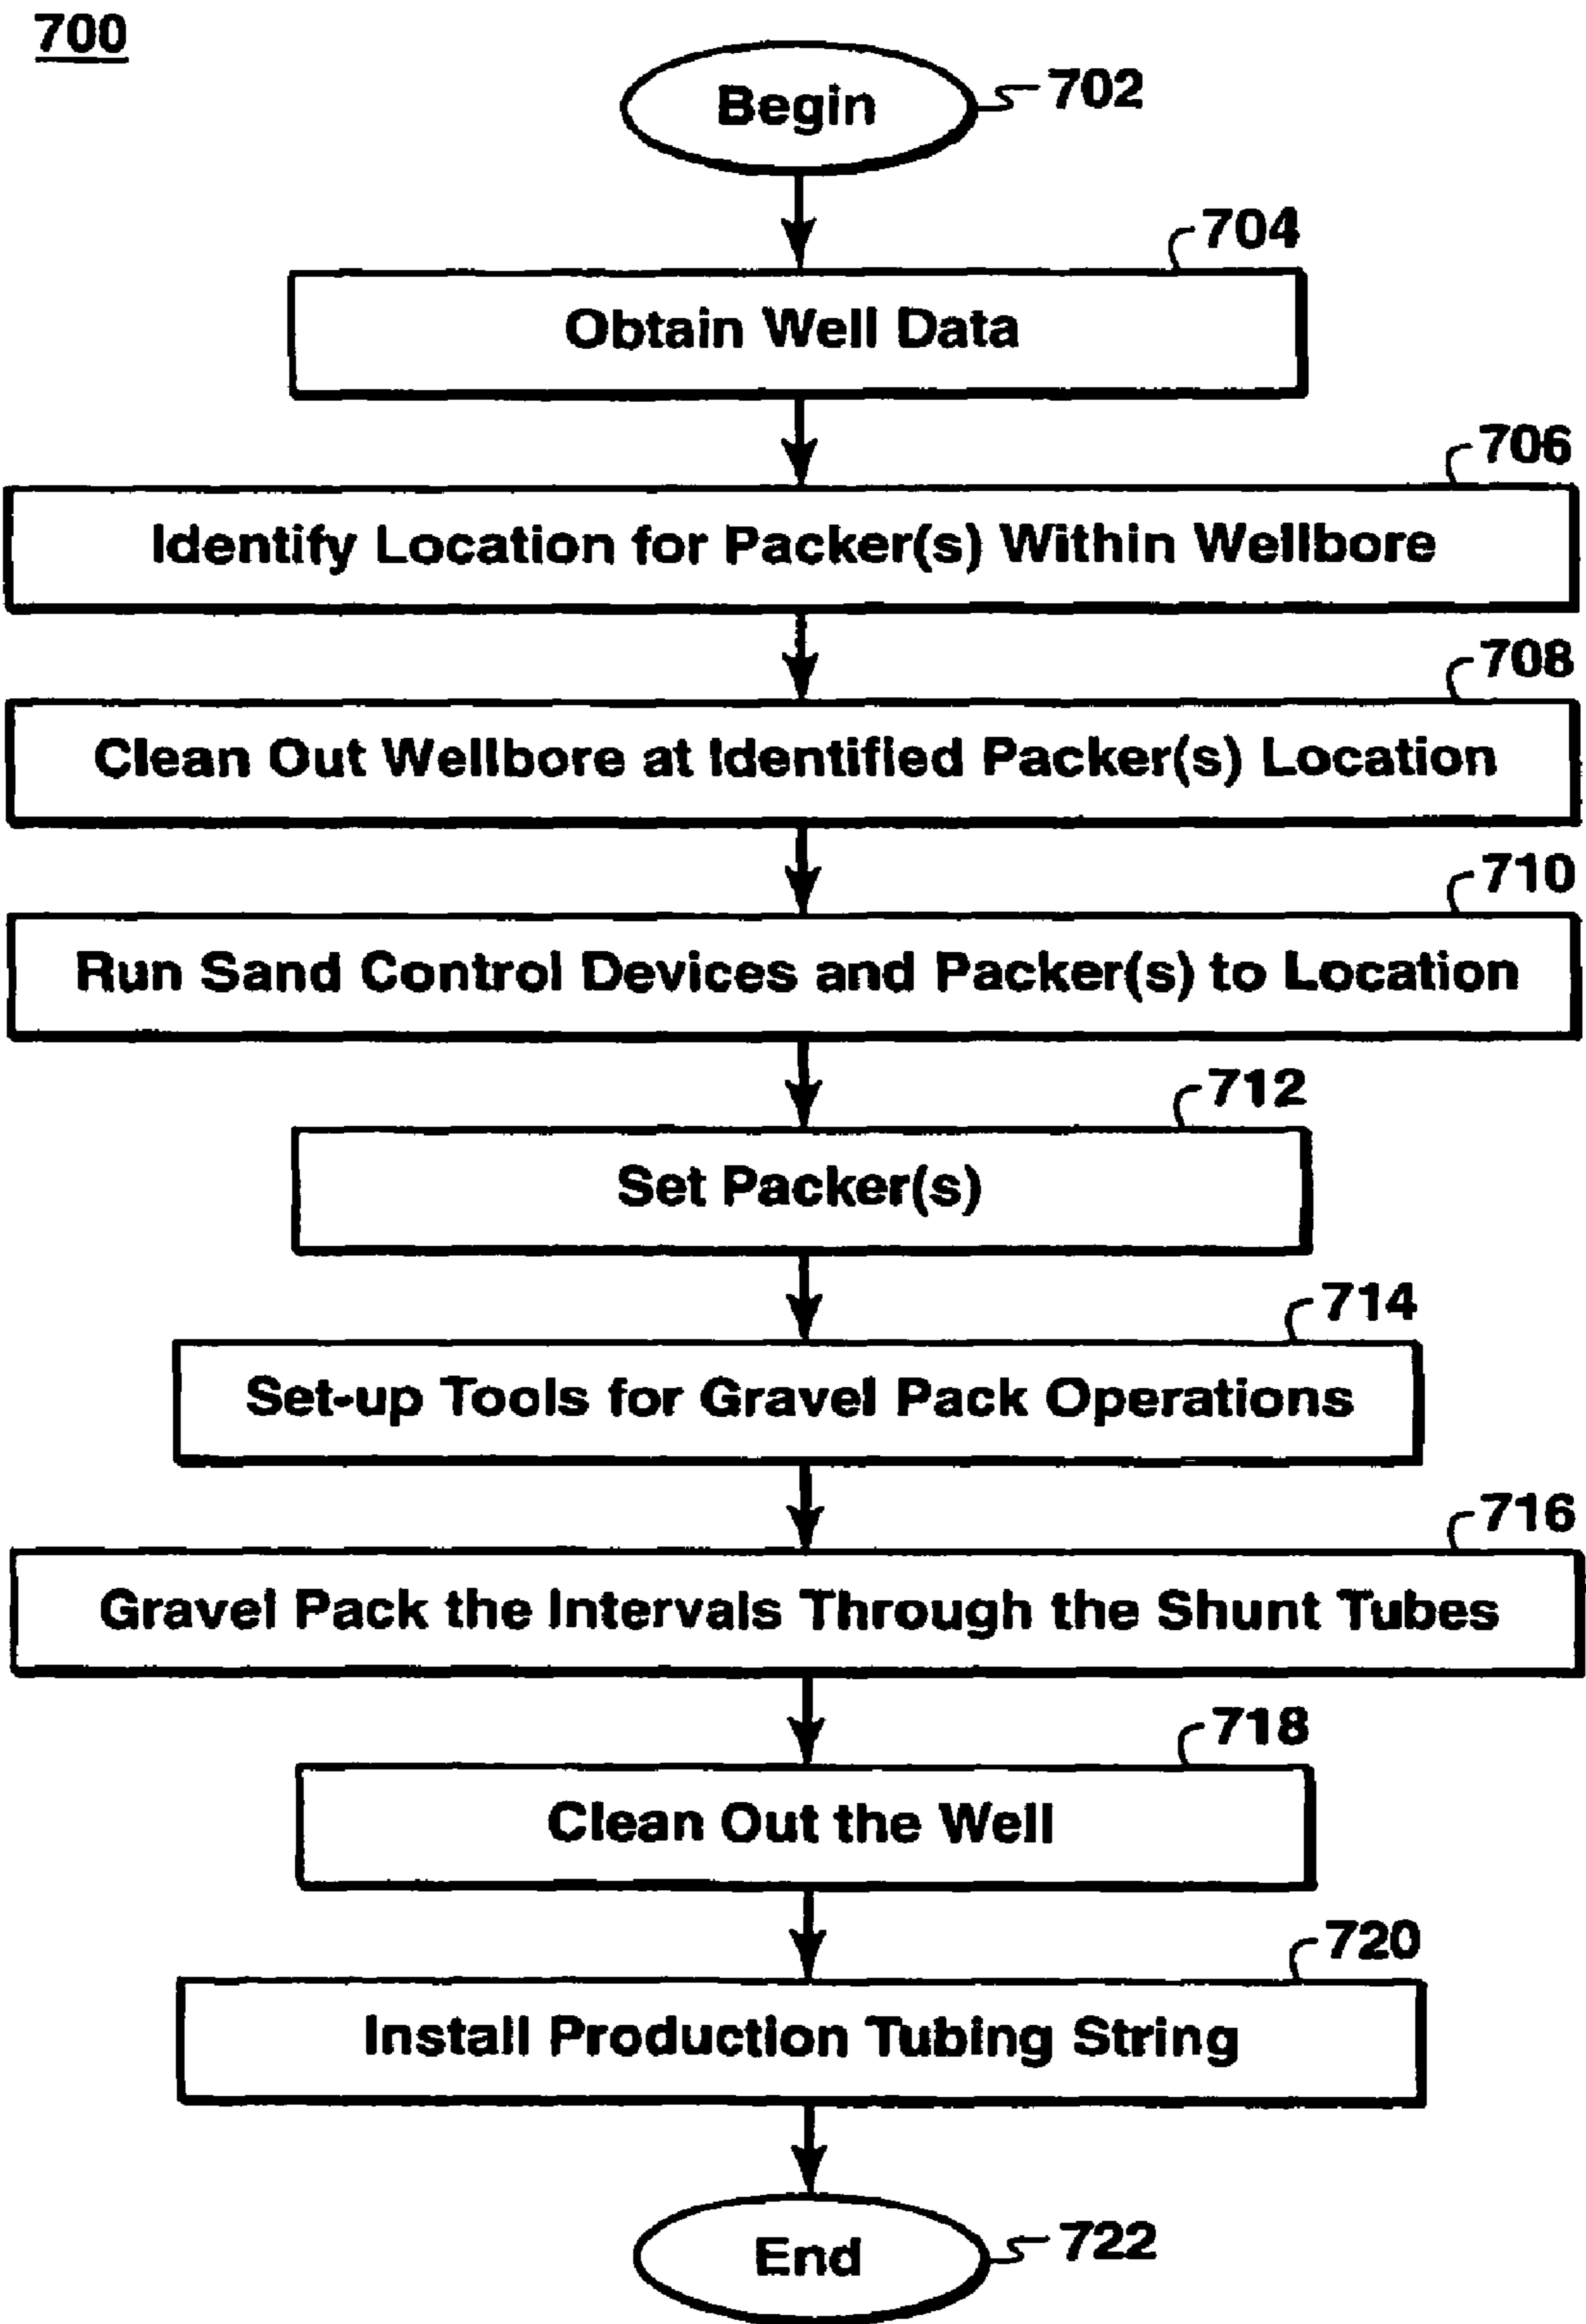 700
Begin
702
704
Obtain Well Data
706
Identify Location for Packer(s) Within Wellbore
708
Clean Out Wellbore at Identified Packer(s) Location
710
Run Sand Control Devices and Packer(s) to Location
712
Set Packer(s)
714
Set-up Tools for Gravel Pack Operations
716
Gravel Pack the Intervals Through the Shunt Tubes
718
Clean Out the Well
720
Install Production Tubing String
End
722